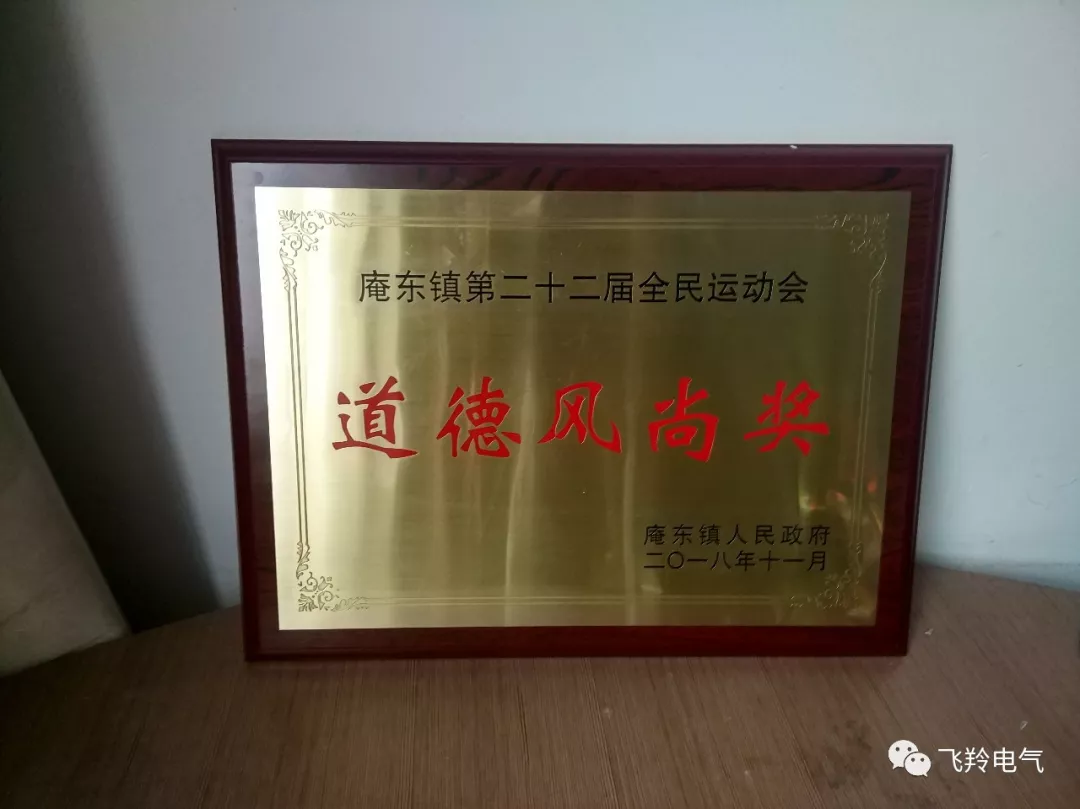 庵东镇第二十二届全民运动会
道德风尚奖
庵东镇人民政府
二〇一八年十一月
飞羚电气